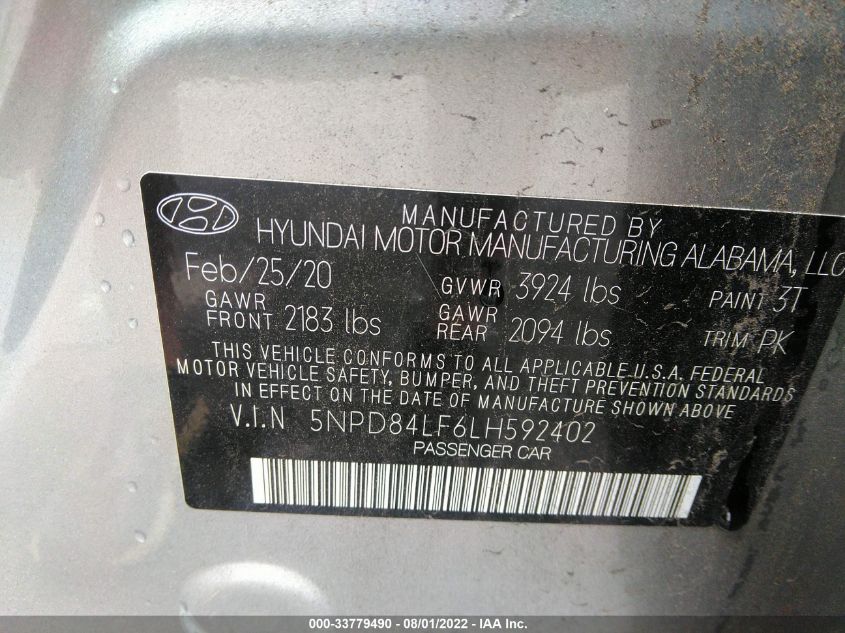 MANUFACTURED BY
HYUNDAI MOTOR MANUFACTURING ALABAMA, LLC
Feb/25/20 GVWR 3924 lbs PAINT 3T
GAWR FRONT 2183 lbs GAWR REAR 2094 lbs TRIM PK
THIS VEHICLE CONFORMS TO ALL APPLICABLE U.S.A. FEDERAL
MOTOR VEHICLE SAFETY, BUMPER, AND THEFT PREVENTION STANDARDS
IN EFFECT ON THE DATE OF MANUFACTURE SHOWN ABOVE
V.I.N 5NPD84LF6LH592402
PASSENGER CAR
000-33779490 - 08/01/2022 - IAA Inc.